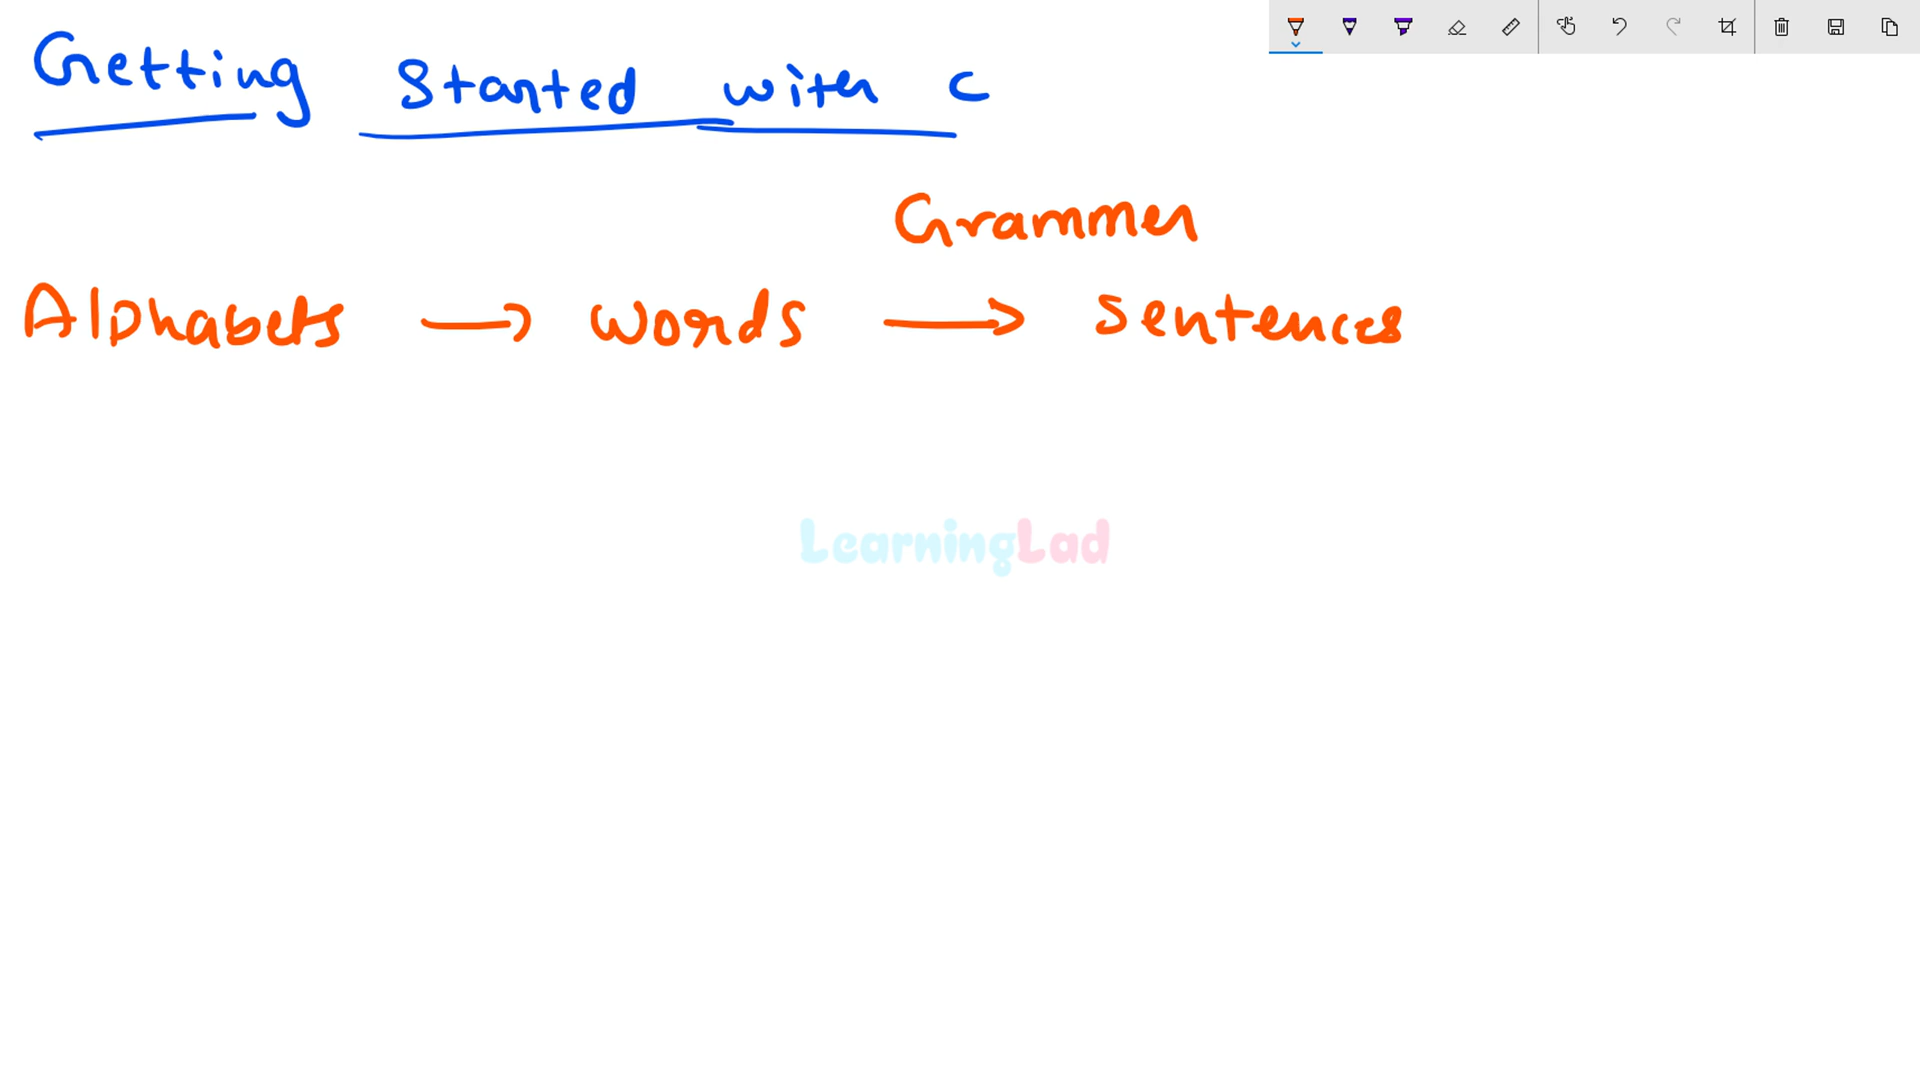 Getting Started with C
Grammer
Alphabets → words → sentences
LearningLad